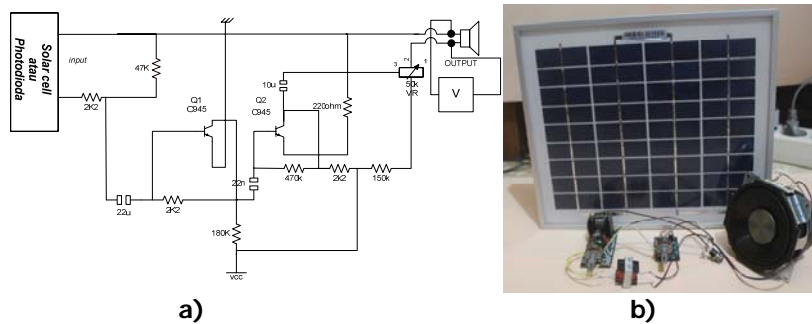 Solar cell
atau
Photodioda
input
47K
2K2
22u
2K2
Q1
C945
180K
vcc
22n
Q2
C945
10u
220ohm
470k
2k2
150k
3
2
1
50k
VR
OUTPUT
V
a)
b)